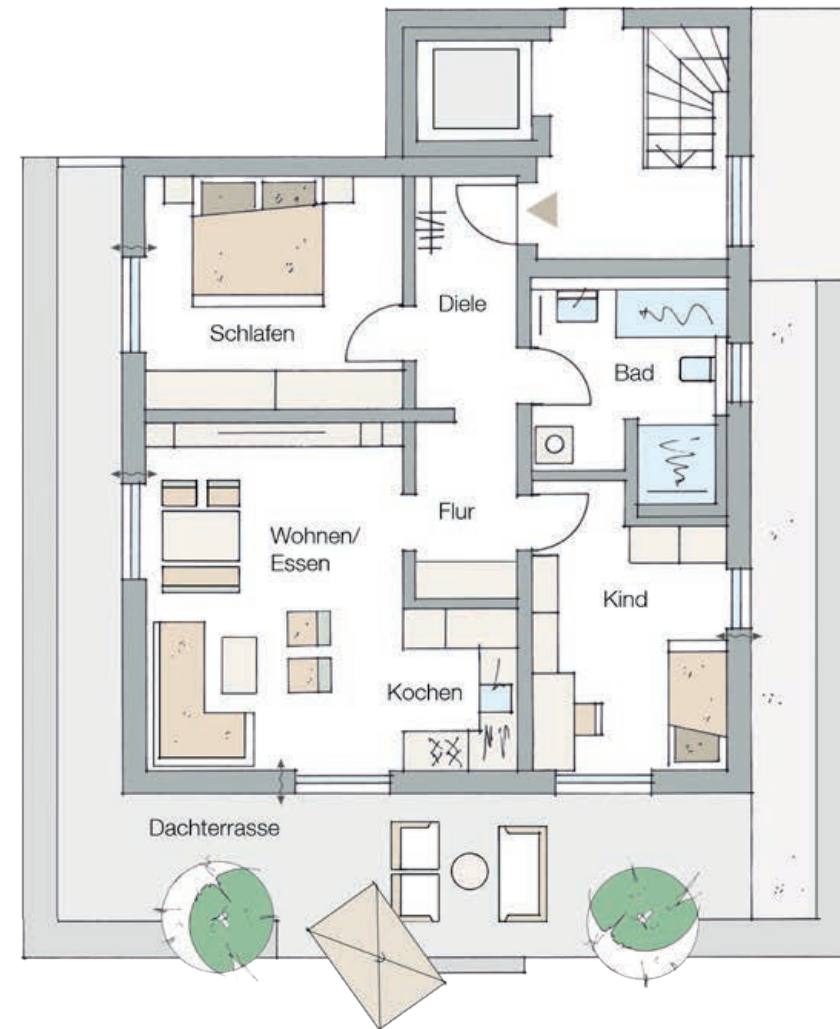 Diele
Schlafen
Bad
Flur
Wohnen/
Essen
Kind
Kochen
Dachterrasse